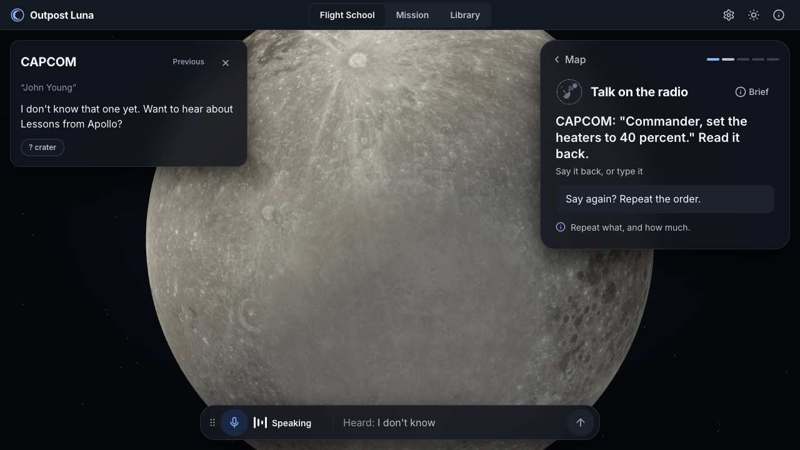 Outpost Luna
Flight School
Mission
Library
CAPCOM
Previous
"John Young"
I don't know that one yet. Want to hear about
Lessons from Apollo?
? crater
Map
Talk on the radio
Brief
CAPCOM: "Commander, set the
heaters to 40 percent." Read it
back.
Say it back, or type it
Say again? Repeat the order.
Repeat what, and how much.
Speaking
Heard: I don't know